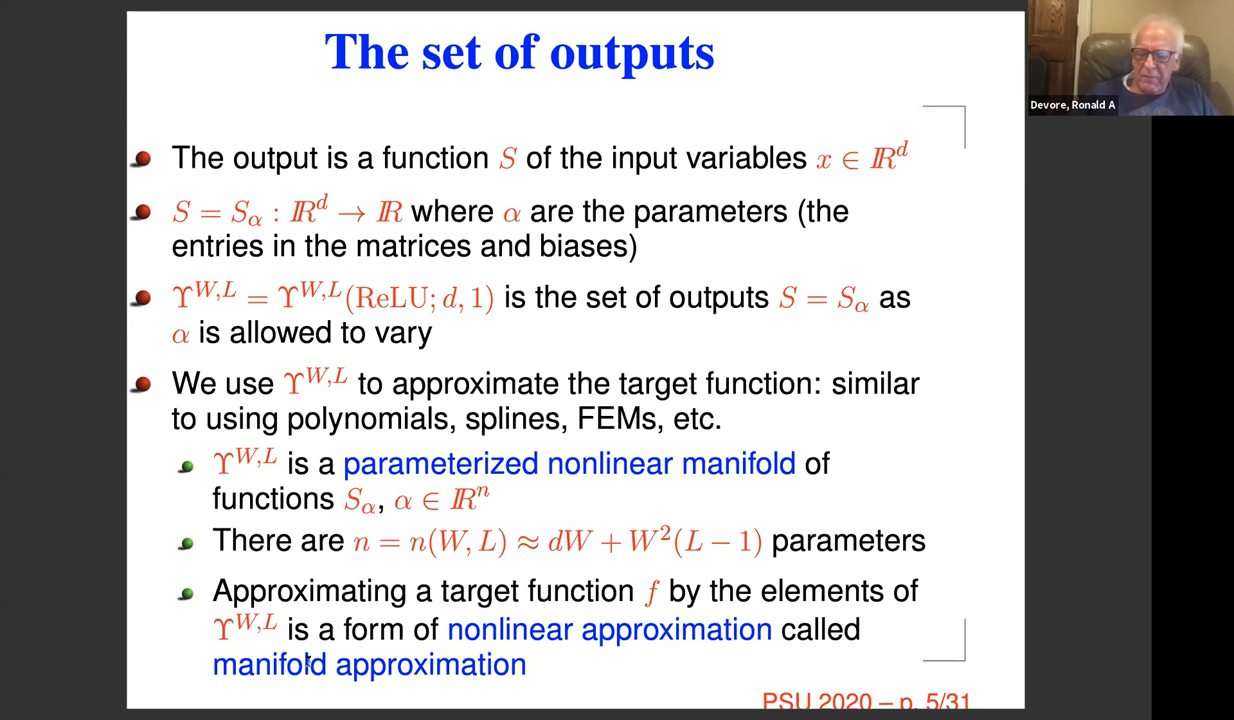 The set of outputs
Devore, Ronald A
The output is a function S of the input variables x ∈ ℝ^d
S = S_α : ℝ^d → ℝ where α are the parameters (the
entries in the matrices and biases)
ϒ^{W,L} = ϒ^{W,L}(ReLU; d, 1) is the set of outputs S = S_α as
α is allowed to vary
We use ϒ^{W,L} to approximate the target function: similar
to using polynomials, splines, FEMs, etc.
ϒ^{W,L} is a parameterized nonlinear manifold of
functions S_α, α ∈ ℝ^n
There are n = n(W, L) ≈ dW + W²(L − 1) parameters
Approximating a target function f by the elements of
ϒ^{W,L} is a form of nonlinear approximation called
manifold approximation
PSU 2020 – p. 5/31